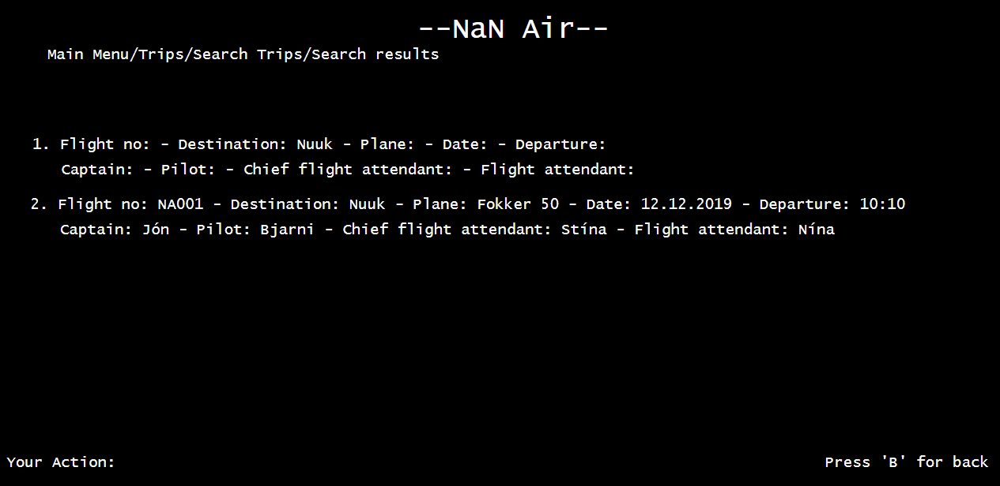 --NaN Air--
Main Menu/Trips/Search Trips/Search results
1. Flight no: - Destination: Nuuk - Plane: - Date: - Departure:
Captain: - Pilot: - Chief flight attendant: - Flight attendant:
2. Flight no: NA001 - Destination: Nuuk - Plane: Fokker 50 - Date: 12.12.2019 - Departure: 10:10
Captain: Jón - Pilot: Bjarni - Chief flight attendant: Stína - Flight attendant: Nína
Your Action:
Press 'B' for back